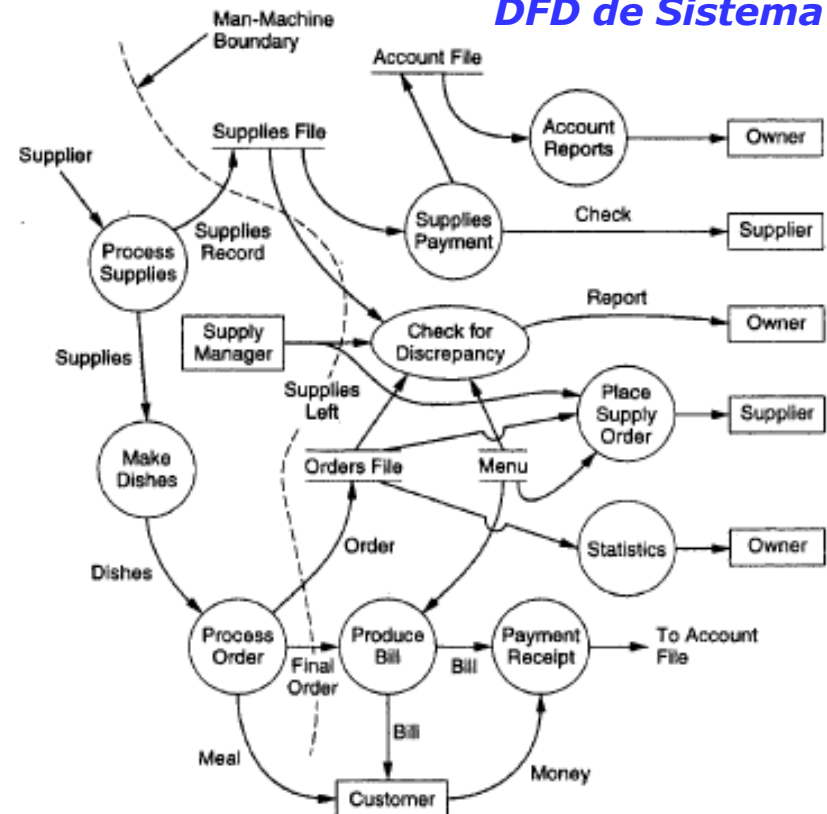 DFD de Sistema
Man-Machine
Boundary
Account File
Supplies File
Account
Reports
Owner
Supplier
Supplies
Record
Supplies
Payment
Check
Supplier
Process
Supplies
Report
Owner
Supply
Manager
Check for
Discrepancy
Supplies
Supplies
Left
Place
Supply
Order
Supplier
Make
Dishes
Orders File
Menu
Order
Statistics
Owner
Dishes
Process
Order
Final
Order
Produce
Bill
Bill
Payment
Receipt
To Account
File
Bill
Meal
Money
Customer